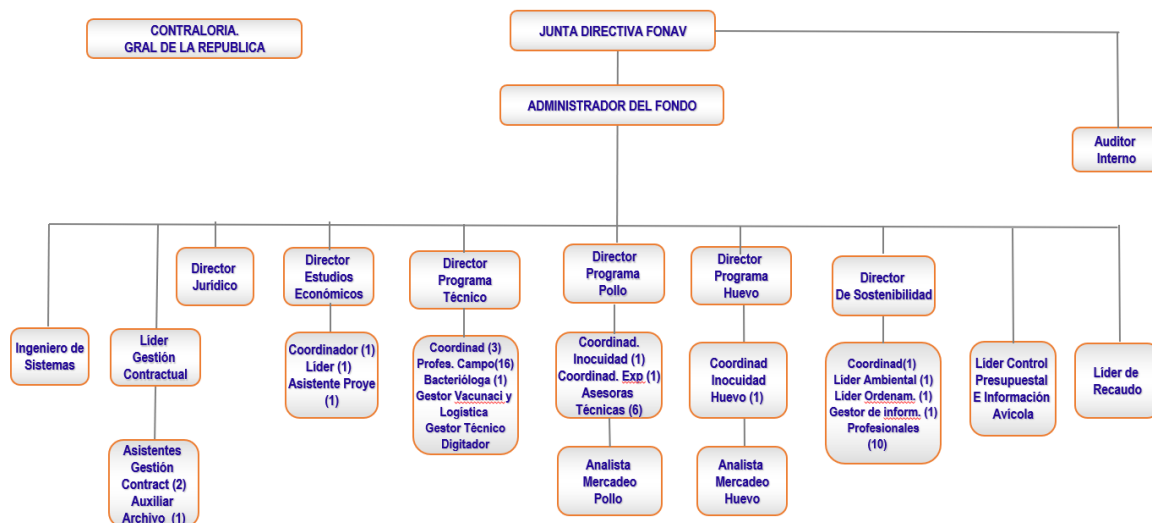 CONTRALORIA.
GRAL DE LA REPUBLICA
JUNTA DIRECTIVA FONAV
ADMINISTRADOR DEL FONDO
Auditor
Interno
Ingeniero de
Sistemas
Líder
Gestión
Contractual
Asistentes
Gestión
Contract (2)
Auxiliar
Archivo (1)
Director
Jurídico
Director
Estudios
Económicos
Coordinador (1)
Líder (1)
Asistente Proye
(1)
Director
Programa
Técnico
Coordinad (3)
Profes. Campo(16)
Bacterióloga (1)
Gestor Vacunaci y
Logística
Gestor Técnico
Digitador
Director
Programa
Pollo
Coordinad.
Inocuidad (1)
Coordinad. Exp (1)
Asesoras
Técnicas (6)
Analista
Mercadeo
Pollo
Director
Programa
Huevo
Coordinad
Inocuidad
Huevo (1)
Analista
Mercadeo
Huevo
Director
De Sostenibilidad
Coordinad(1)
Líder Ambiental (1)
Líder Ordenam. (1)
Gestor de inform. (1)
Profesionales
(10)
Líder Control
Presupuestal
E Información
Avícola
Líder de
Recaudo